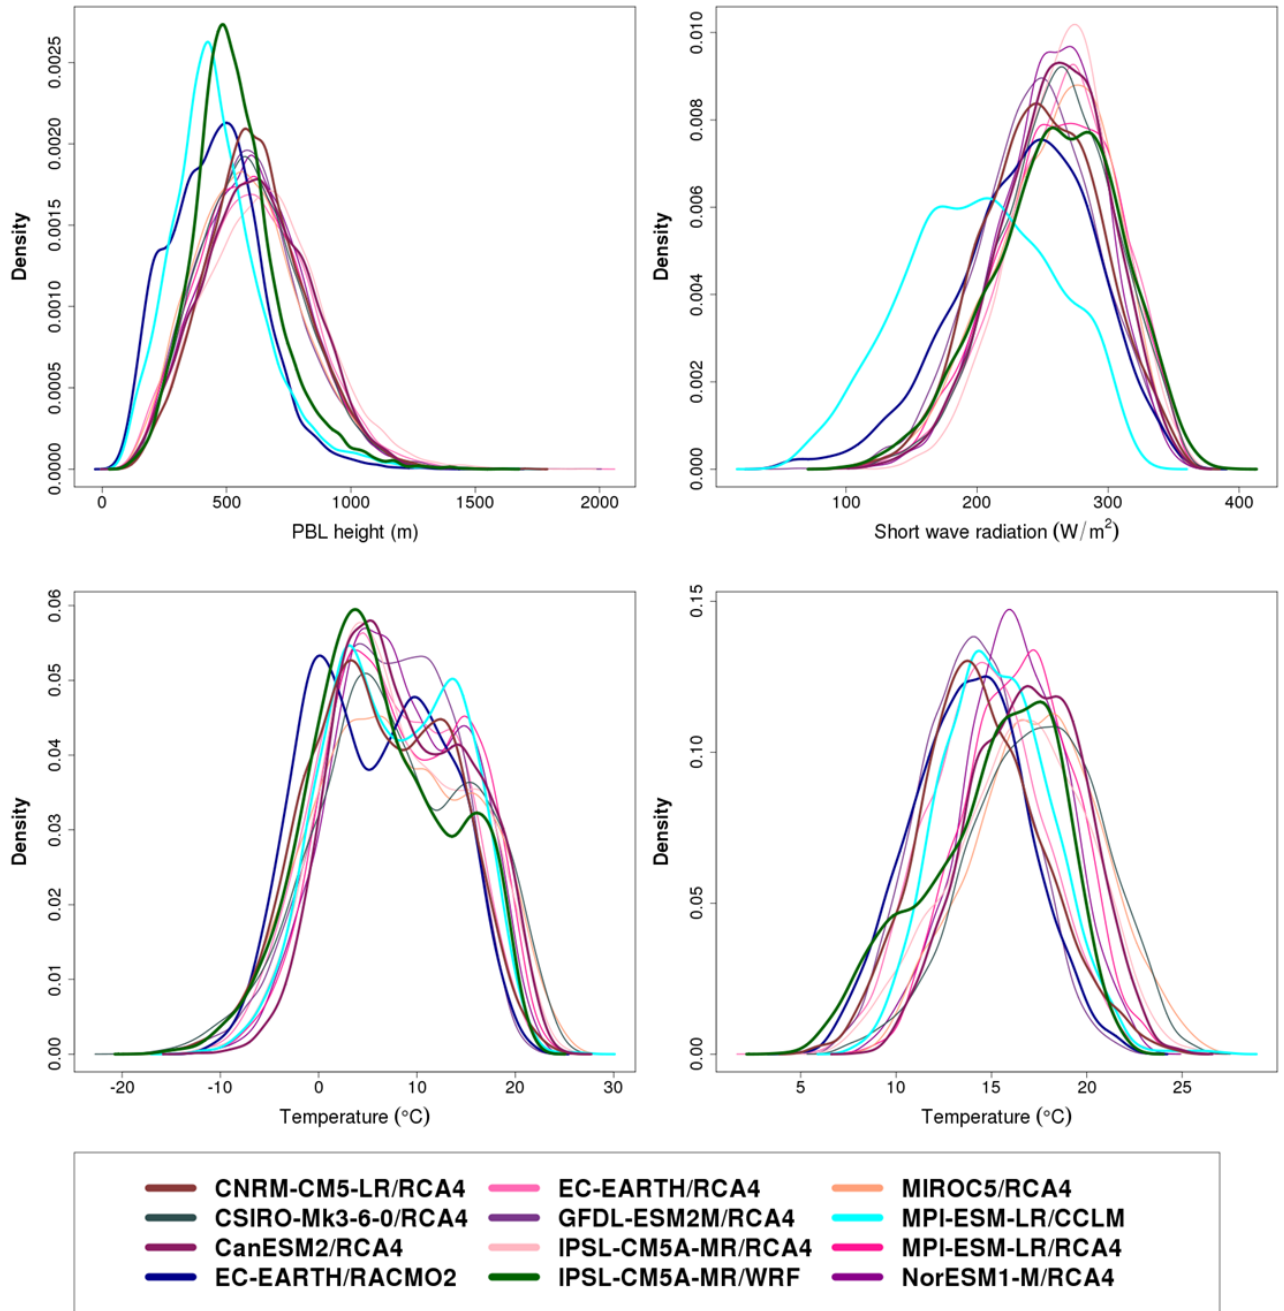 0.0000 0.0005 0.0010 0.0015 0.0020 0.0025
Density
0 500 1000 1500 2000
PBL height (m)
0.000 0.002 0.004 0.006 0.008 0.010
Density
100 200 300 400
Short wave radiation (W/m²)
0.00 0.01 0.02 0.03 0.04 0.05 0.06
Density
-20 -10 0 10 20 30
Temperature (°C)
0.00 0.05 0.10 0.15
Density
5 10 15 20 25
Temperature (°C)
CNRM-CM5-LR/RCA4 EC-EARTH/RCA4 MIROC5/RCA4
CSIRO-Mk3-6-0/RCA4 GFDL-ESM2M/RCA4 MPI-ESM-LR/CCLM
CanESM2/RCA4 IPSL-CM5A-MR/RCA4 MPI-ESM-LR/RCA4
EC-EARTH/RACMO2 IPSL-CM5A-MR/WRF NorESM1-M/RCA4